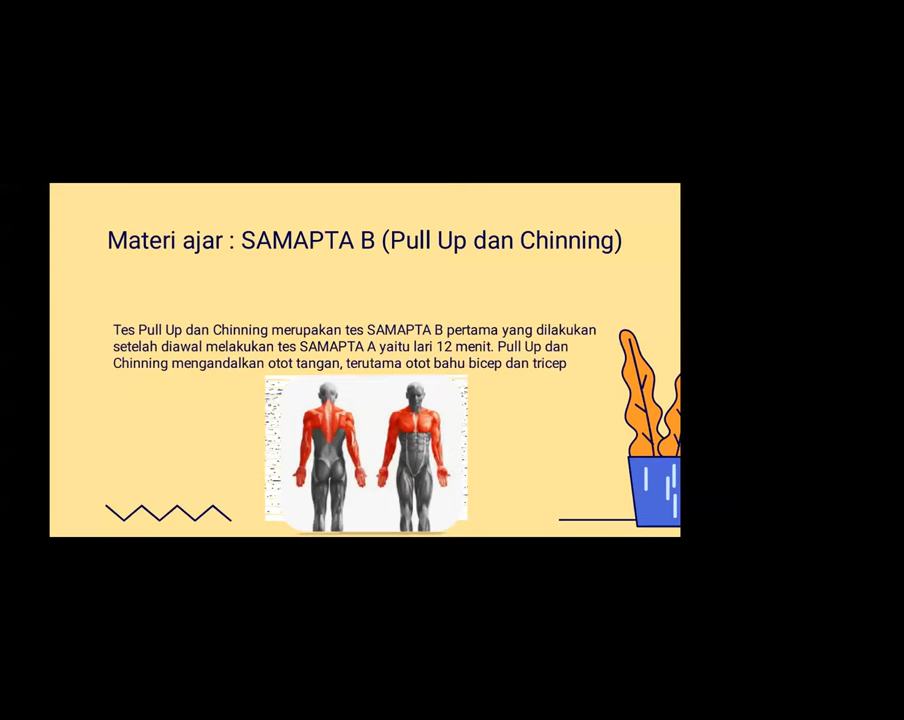 Materi ajar : SAMAPTA B (Pull Up dan Chinning)
Tes Pull Up dan Chinning merupakan tes SAMAPTA B pertama yang dilakukan
setelah diawal melakukan tes SAMAPTA A yaitu lari 12 menit. Pull Up dan
Chinning mengandalkan otot tangan, terutama otot bahu bicep dan tricep